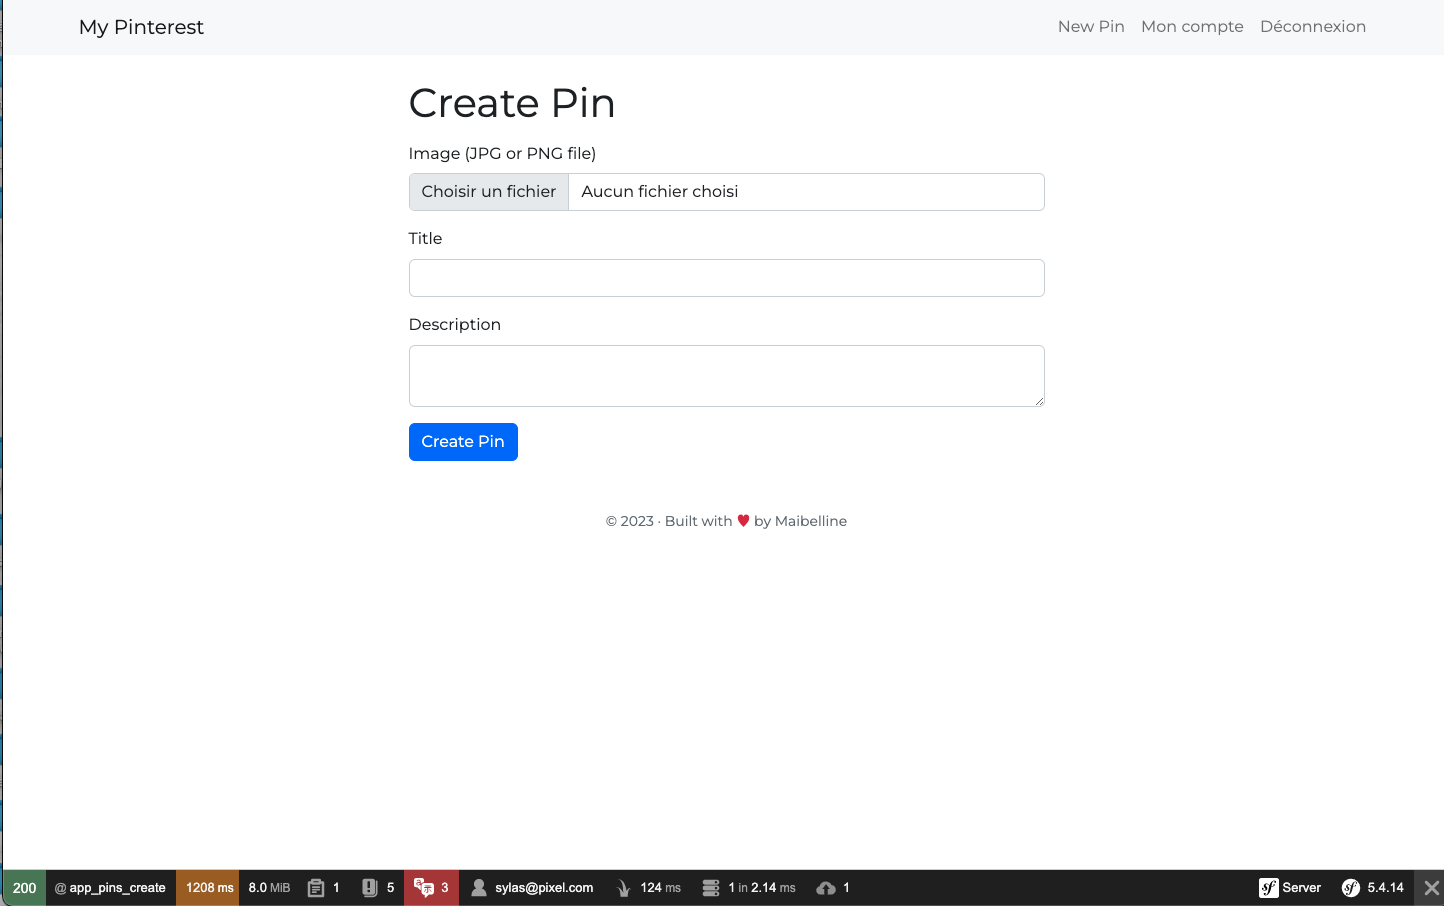 My Pinterest
New Pin Mon compte Déconnexion
Create Pin
Image (JPG or PNG file)
Choisir un fichier Aucun fichier choisi
Title
Description
Create Pin
© 2023 · Built with ♥ by Maibelline
200 @ app_pins_create 1208 ms 8.0 MiB 1 5 3 sylas@pixel.com 124 ms 1 in 2.14 ms 1 Server 5.4.14